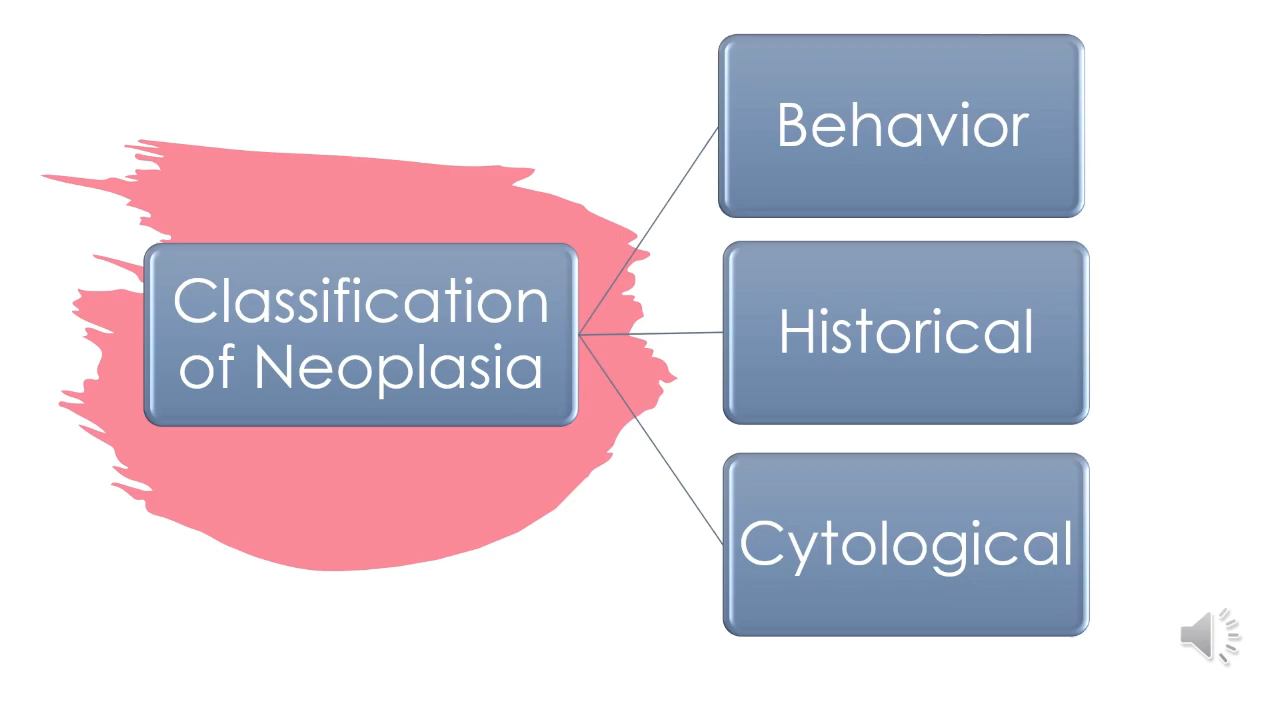 Classification
of Neoplasia
Behavior
Historical
Cytological